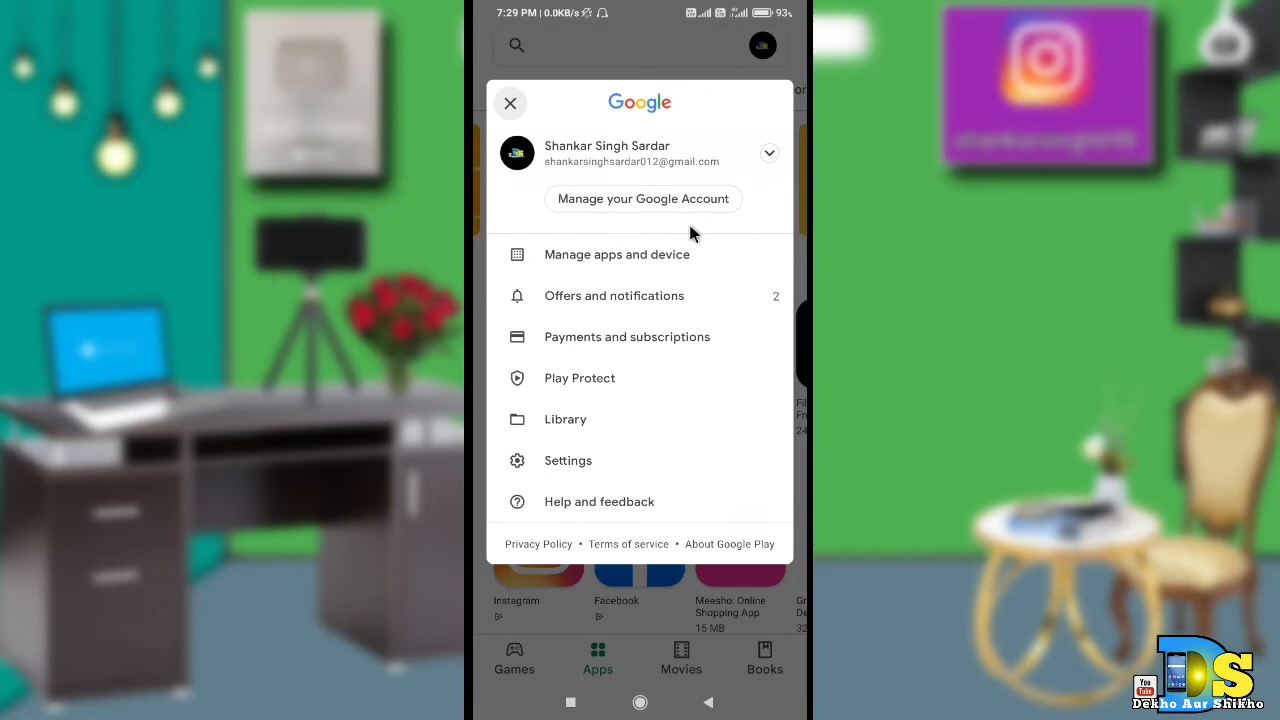 7:29 PM | 0.0KB/s
93%
Google
Shankar Singh Sardar
shankarsinghsardar012@gmail.com
Manage your Google Account
Manage apps and device
Offers and notifications 2
Payments and subscriptions
Play Protect
Library
Settings
Help and feedback
Privacy Policy • Terms of service • About Google Play
Instagram
Facebook
Meesho: Online
Shopping App
15 MB
Games
Apps
Movies
Books
You
Tube
DS
Dekho Aur Shikho